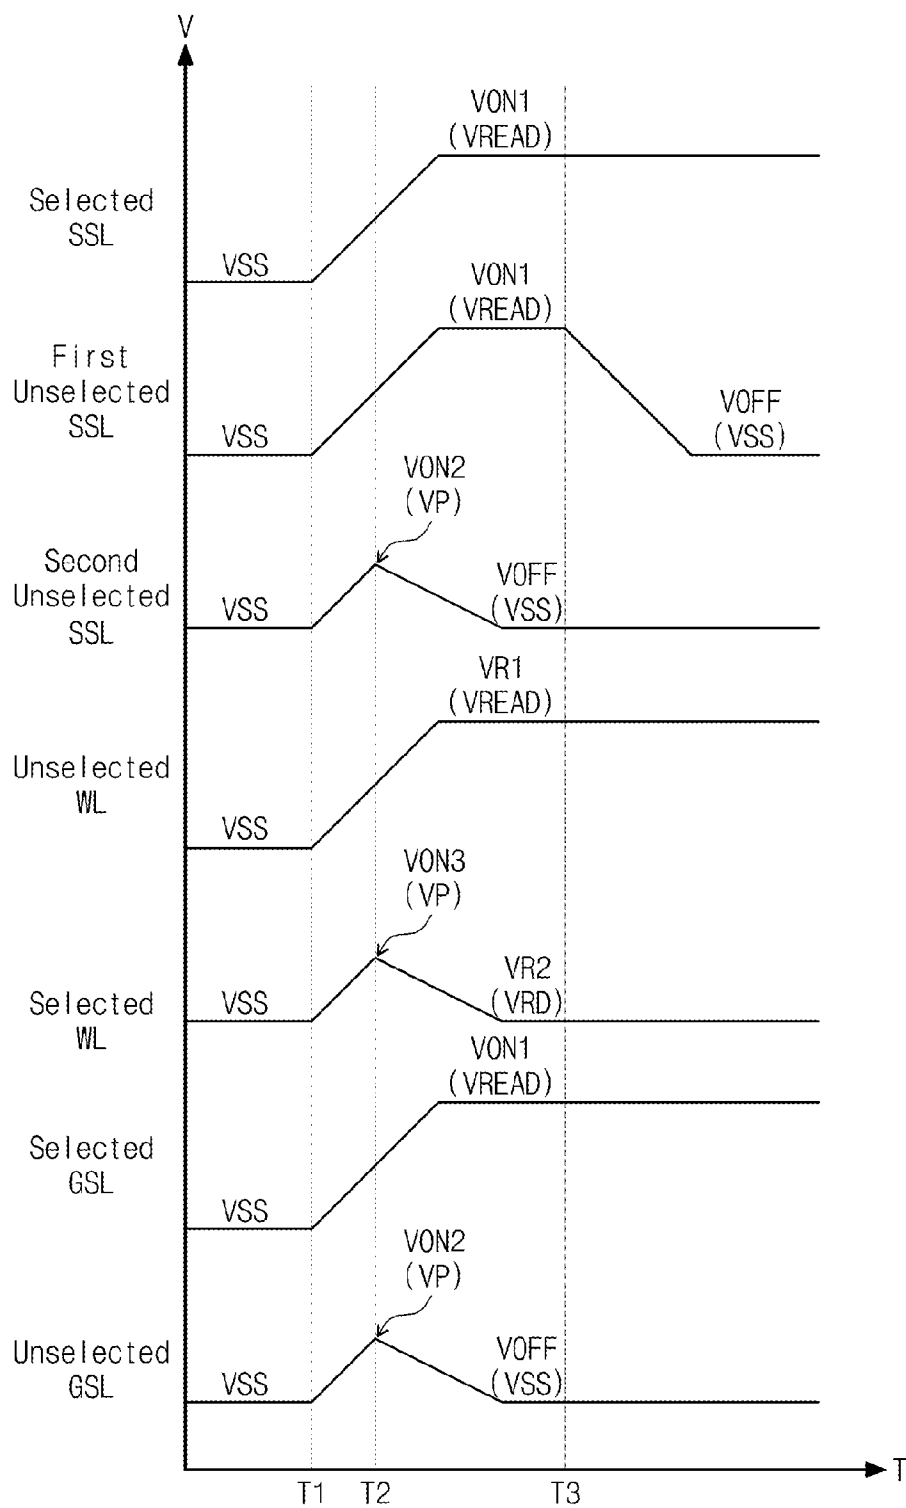 V
VON1
(VREAD)
Selected
SSL
VSS
VON1
(VREAD)
First
Unselected
SSL
VSS
VOFF
(VSS)
VON2
(VP)
Second
Unselected
SSL
VSS
VOFF
(VSS)
VR1
(VREAD)
Unselected
WL
VSS
VON3
(VP)
Selected
WL
VSS
VR2
(VRD)
VON1
(VREAD)
Selected
GSL
VSS
VON2
(VP)
Unselected
GSL
VSS
VOFF
(VSS)
T
T1 T2 T3